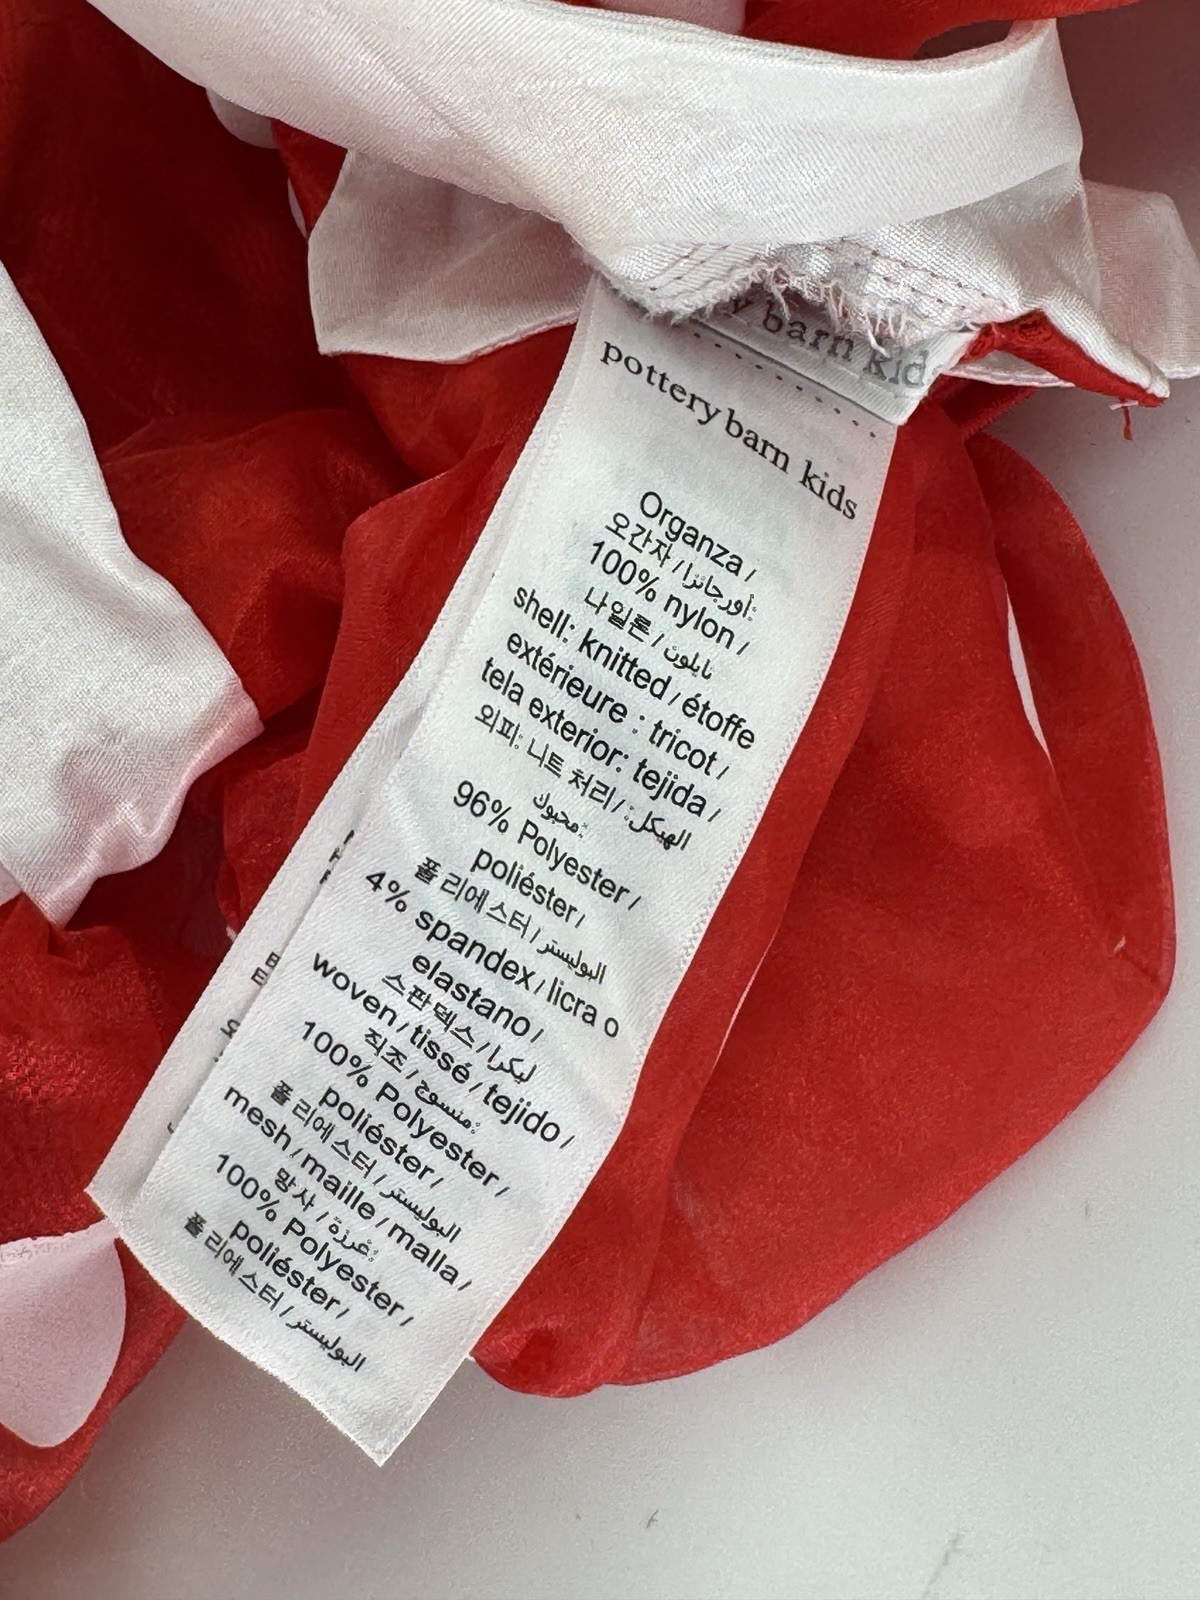 y barn kids
pottery barn kids
Organza /
오간자 / أورجانزا:
100% nylon /
나일론 / نايلون
shell: knitted / étoffe
extérieure : tricot /
tela exterior: tejida /
외피: 니트 처리 / الهيكل:
محبوك:
96% Polyester /
poliéster /
폴리에스터 / البوليستر
4% spandex / licra o
elastano /
스판덱스 / ليكرا
woven / tissé / tejido /
직조 / منسوج:
100% Polyester /
poliéster /
폴리에스터 / البوليستر
mesh / maille / malla /
망사 / غرزة:
100% Polyester /
poliéster /
폴리에스터 / البوليستر